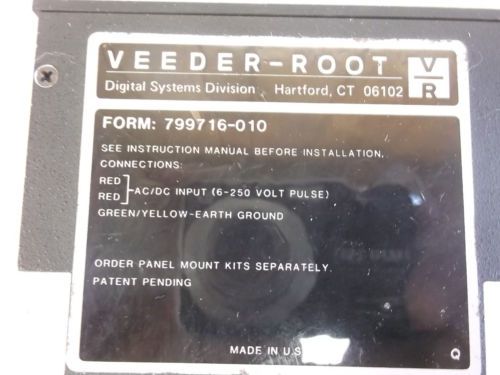 VEEDER-ROOT
V
R
Digital Systems Division Hartford, CT 06102
FORM: 799716-010
SEE INSTRUCTION MANUAL BEFORE INSTALLATION.
CONNECTIONS:
RED
RED
AC/DC INPUT (6-250 VOLT PULSE)
GREEN/YELLOW-EARTH GROUND
ORDER PANEL MOUNT KITS SEPARATELY.
PATENT PENDING
MADE IN U.S
Q